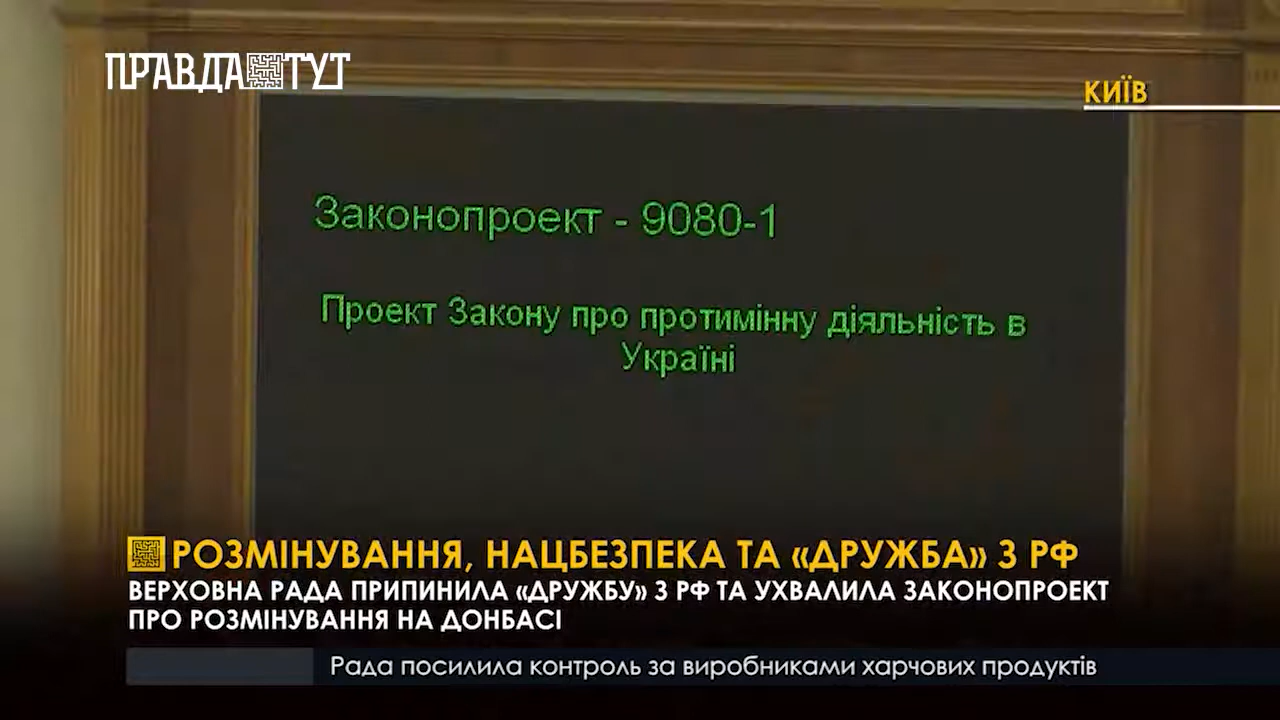 ПРАВДА ТУТ
КИЇВ
Законопроект - 9080-1
Проект Закону про протимінну діяльність в
Україні
РОЗМІНУВАННЯ, НАЦБЕЗПЕКА ТА «ДРУЖБА» З РФ
ВЕРХОВНА РАДА ПРИПИНИЛА «ДРУЖБУ» З РФ ТА УХВАЛИЛА ЗАКОНОПРОЕКТ
ПРО РОЗМІНУВАННЯ НА ДОНБАСІ
Рада посилила контроль за виробниками харчових продуктів